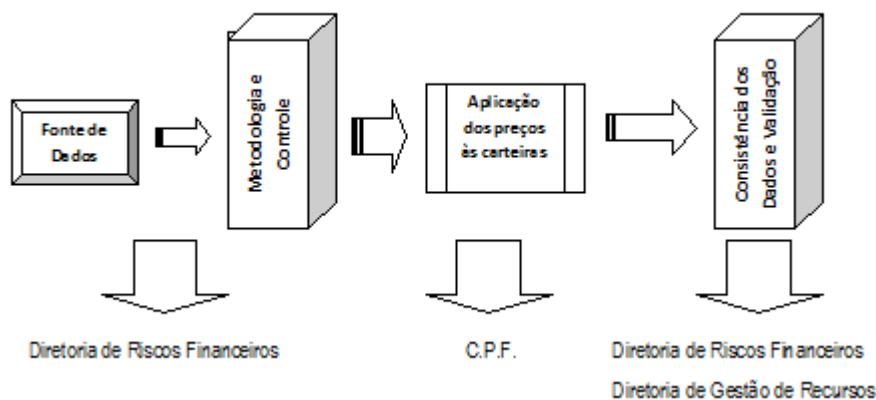 Fonte de
Dados
Metodologia e
Controle
Aplicação
dos preços
às carteiras
Consistência dos
Dados e Validação
Diretoria de Riscos Financeiros
C.P.F.
Diretoria de Riscos Financeiros
Diretoria de Gestão de Recursos